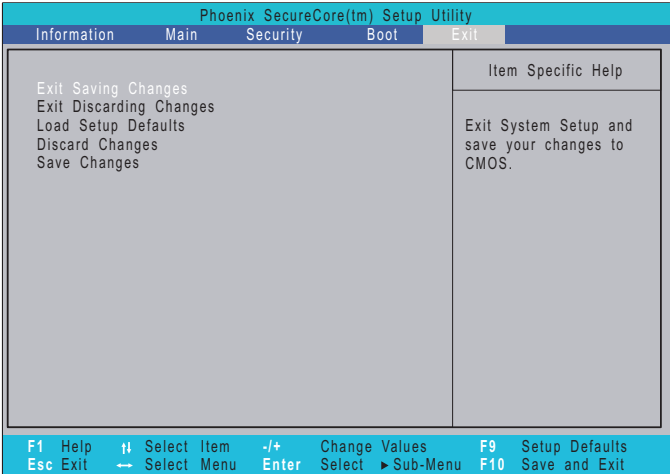 Phoenix SecureCore(tm) Setup Utility
Information Main Security Boot Exit
Item Specific Help
Exit Saving Changes
Exit Discarding Changes
Load Setup Defaults
Discard Changes
Save Changes
Exit System Setup and
save your changes to
CMOS.
F1 Help ↑↓ Select Item -/+ Change Values F9 Setup Defaults
Esc Exit ↔ Select Menu Enter Select ▶Sub-Menu F10 Save and Exit